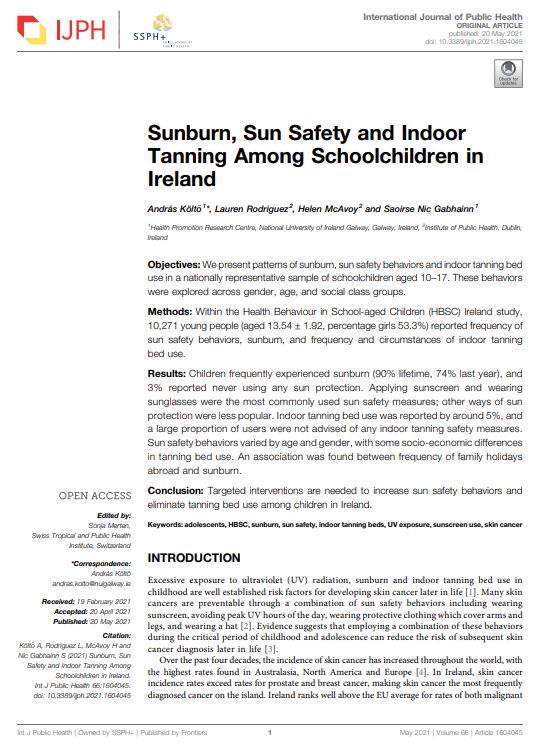 IJPH
SSPH+
SWISS SCHOOL OF
PUBLIC HEALTH
International Journal of Public Health
ORIGINAL ARTICLE
published: 20 May 2021
doi: 10.3389/ijph.2021.1604045
Check for
updates
Sunburn, Sun Safety and Indoor
Tanning Among Schoolchildren in
Ireland
András Költő 1*, Lauren Rodriguez 2, Helen McAvoy 2 and Saoirse Nic Gabhainn 1
1Health Promotion Research Centre, National University of Ireland Galway, Galway, Ireland, 2Institute of Public Health, Dublin,
Ireland
Objectives: We present patterns of sunburn, sun safety behaviors and indoor tanning bed
use in a nationally representative sample of schoolchildren aged 10–17. These behaviors
were explored across gender, age, and social class groups.
Methods: Within the Health Behaviour in School-aged Children (HBSC) Ireland study,
10,271 young people (aged 13.54 ± 1.92, percentage girls 53.3%) reported frequency of
sun safety behaviors, sunburn, and frequency and circumstances of indoor tanning
bed use.
Results: Children frequently experienced sunburn (90% lifetime, 74% last year), and
3% reported never using any sun protection. Applying sunscreen and wearing
sunglasses were the most commonly used sun safety measures; other ways of sun
protection were less popular. Indoor tanning bed use was reported by around 5%, and
a large proportion of users were not advised of any indoor tanning safety measures.
Sun safety behaviors varied by age and gender, with some socio-economic differences
in tanning bed use. An association was found between frequency of family holidays
abroad and sunburn.
Conclusion: Targeted interventions are needed to increase sun safety behaviors and
eliminate tanning bed use among children in Ireland.
Keywords: adolescents, HBSC, sunburn, sun safety, indoor tanning beds, UV exposure, sunscreen use, skin cancer
OPEN ACCESS
Edited by:
Sonja Merten,
Swiss Tropical and Public Health
Institute, Switzerland
*Correspondence:
András Költő
andras.kolto@nuigalway.ie
Received: 19 February 2021
Accepted: 20 April 2021
Published: 20 May 2021
Citation:
Költő A, Rodriguez L, McAvoy H and
Nic Gabhainn S (2021) Sunburn, Sun
Safety and Indoor Tanning Among
Schoolchildren in Ireland.
Int J Public Health 66:1604045.
doi: 10.3389/ijph.2021.1604045
INTRODUCTION
Excessive exposure to ultraviolet (UV) radiation, sunburn and indoor tanning bed use in
childhood are well established risk factors for developing skin cancer later in life [1]. Many skin
cancers are preventable through a combination of sun safety behaviors including wearing
sunscreen, avoiding peak UV hours of the day, wearing protective clothing which cover arms and
legs, and wearing a hat [2]. Evidence suggests that employing a combination of these behaviors
during the critical period of childhood and adolescence can reduce the risk of subsequent skin
cancer diagnosis later in life [3].
Over the past four decades, the incidence of skin cancer has increased throughout the world, with
the highest rates found in Australasia, North America and Europe [4]. In Ireland, skin cancer
incidence rates exceed rates for prostate and breast cancer, making skin cancer the most frequently
diagnosed cancer on the island. Ireland ranks well above the EU average for rates of both malignant
Int J Public Health | Owned by SSPH+ | Published by Frontiers
1
May 2021 | Volume 66 | Article 1604045